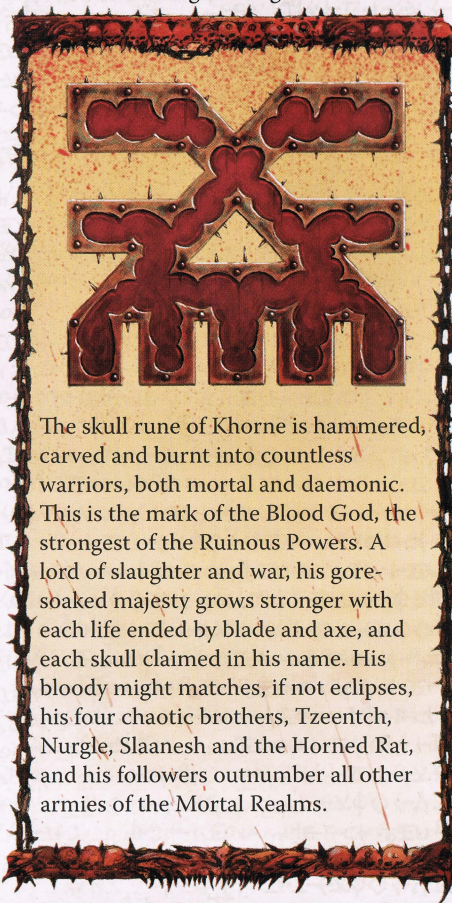 The skull rune of Khorne is hammered,
carved and burnt into countless
warriors, both mortal and daemonic.
This is the mark of the Blood God, the
strongest of the Ruinous Powers. A
lord of slaughter and war, his gore-
soaked majesty grows stronger with
each life ended by blade and axe, and
each skull claimed in his name. His
bloody might matches, if not eclipses,
his four chaotic brothers, Tzeentch,
Nurgle, Slaanesh and the Horned Rat,
and his followers outnumber all other
armies of the Mortal Realms.